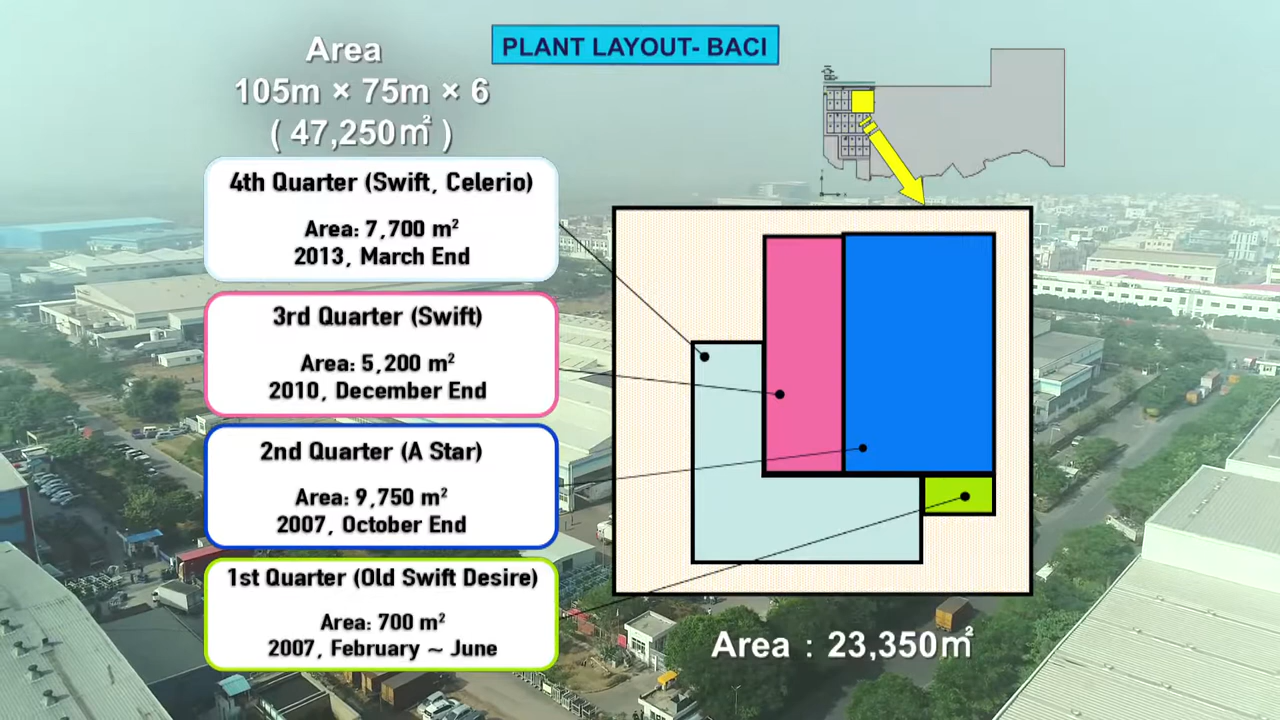 PLANT LAYOUT- BACI
Area
105m × 75m × 6
( 47,250㎡ )
4th Quarter (Swift, Celerio)
Area: 7,700 m²
2013, March End
3rd Quarter (Swift)
Area: 5,200 m²
2010, December End
2nd Quarter (A Star)
Area: 9,750 m²
2007, October End
1st Quarter (Old Swift Desire)
Area: 700 m²
2007, February ~ June
Area : 23,350㎡